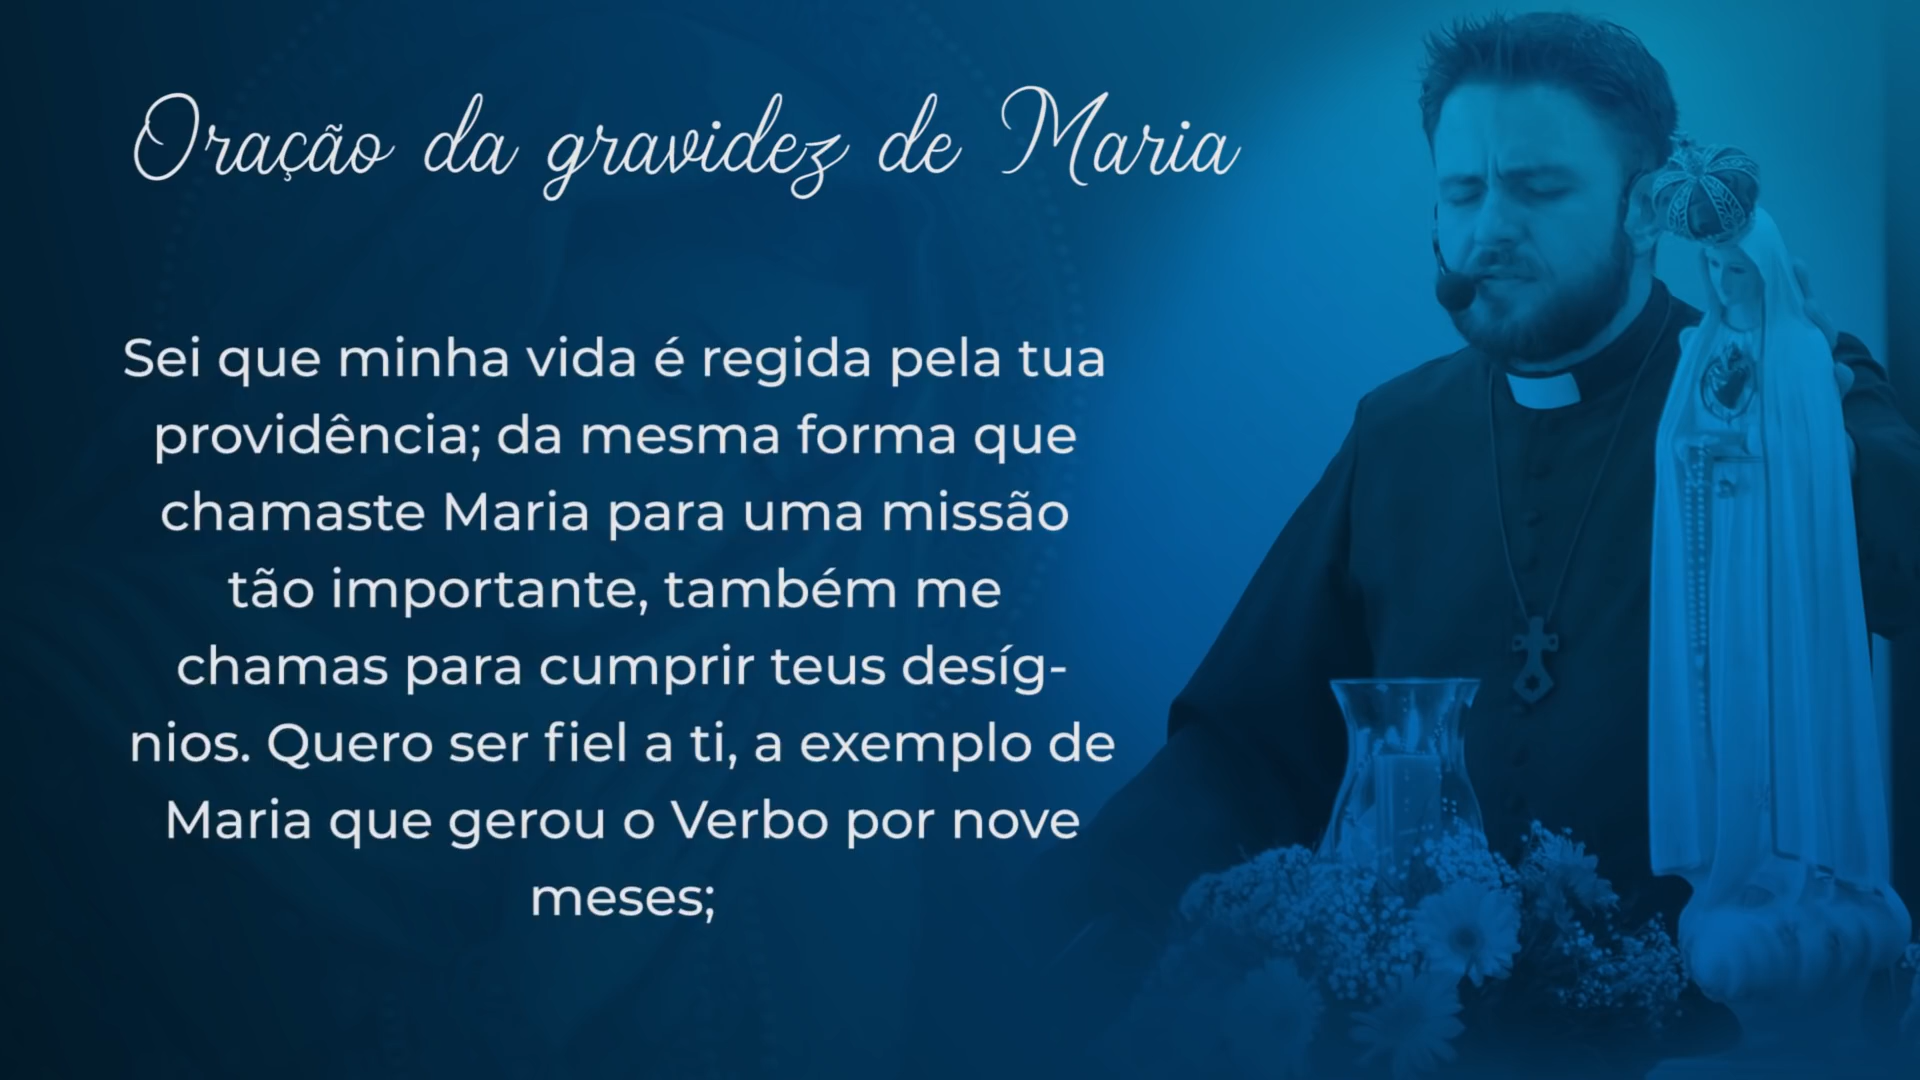 Oração da gravidez de Maria
Sei que minha vida é regida pela tua
providência; da mesma forma que
chamaste Maria para uma missão
tão importante, também me
chamas para cumprir teus desíg-
nios. Quero ser fiel a ti, a exemplo de
Maria que gerou o Verbo por nove
meses;